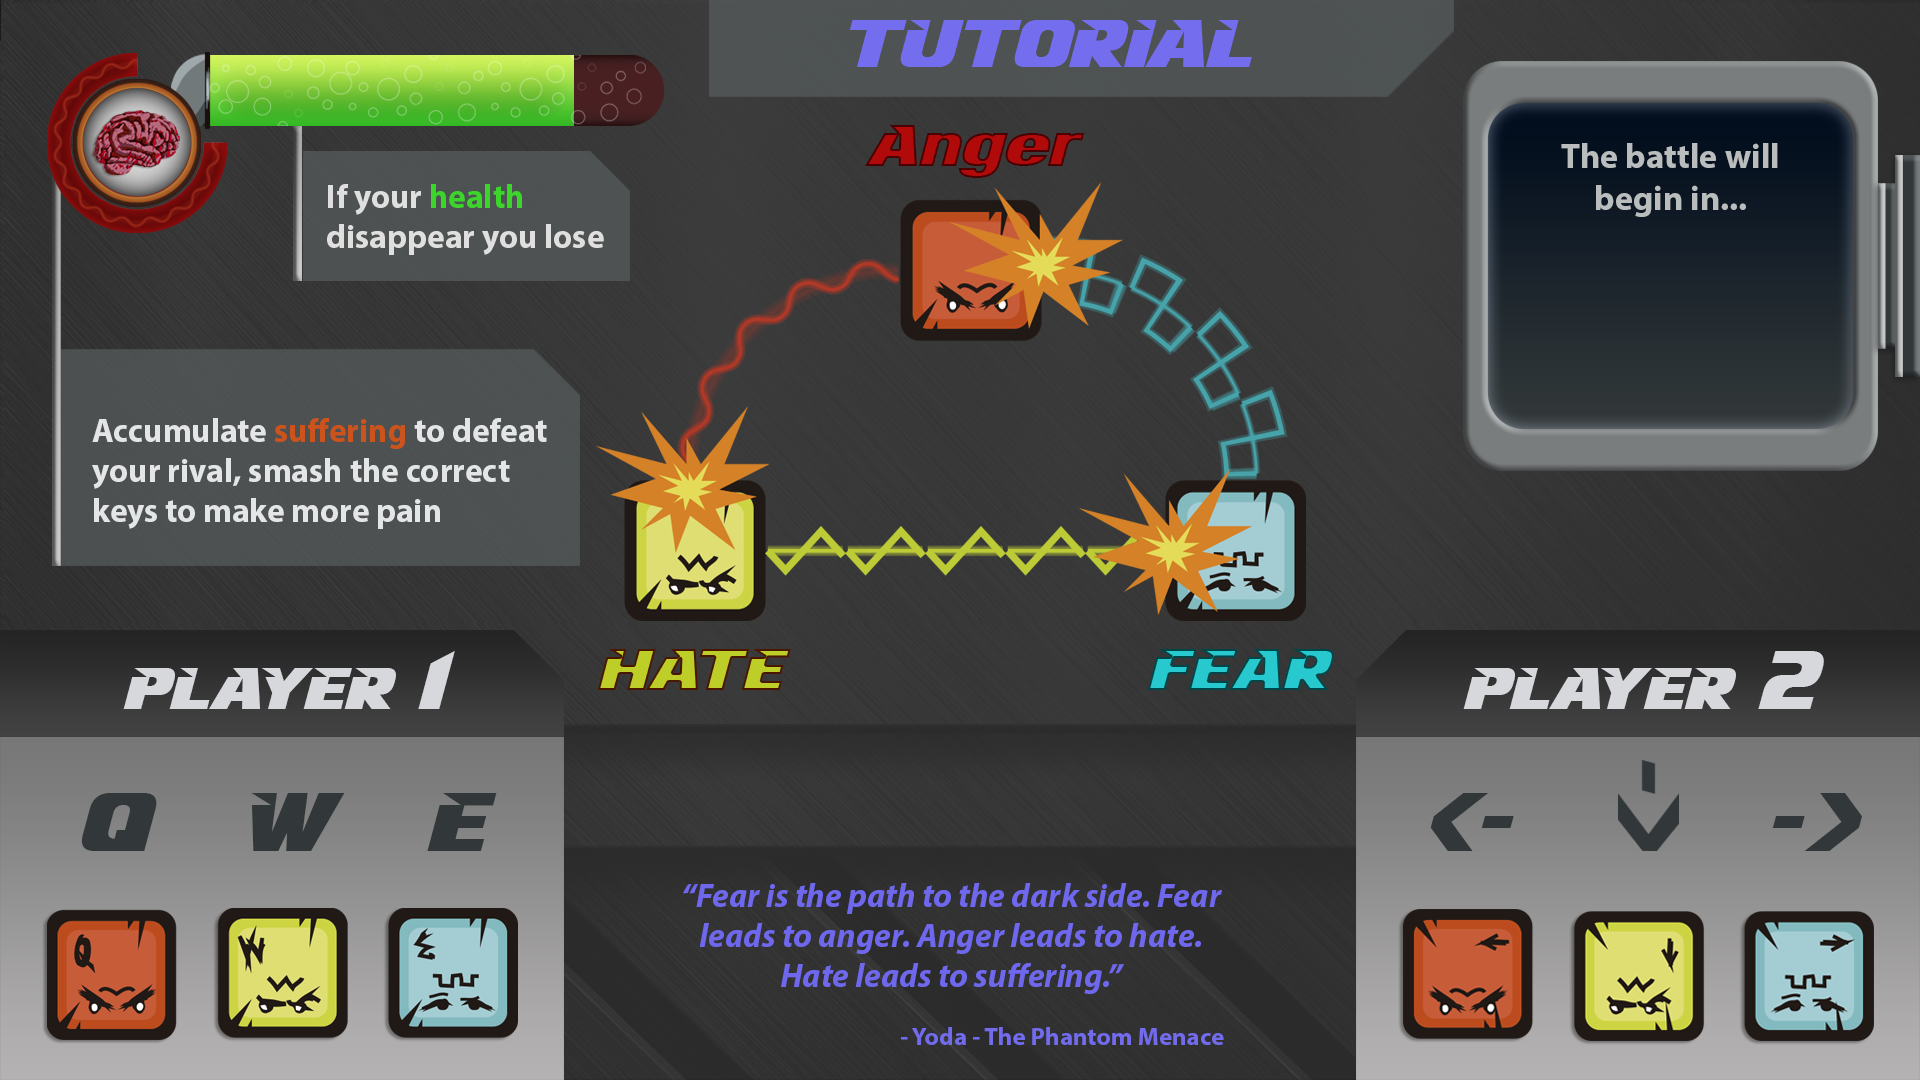 TUTORIAL
If your health
disappear you lose
Anger
The battle will
begin in...
Accumulate suffering to defeat
your rival, smash the correct
keys to make more pain
HATE
FEAR
PLAYER 1
PLAYER 2
Q W E
<- ->
Q W E
“Fear is the path to the dark side. Fear
leads to anger. Anger leads to hate.
Hate leads to suffering.”
- Yoda - The Phantom Menace